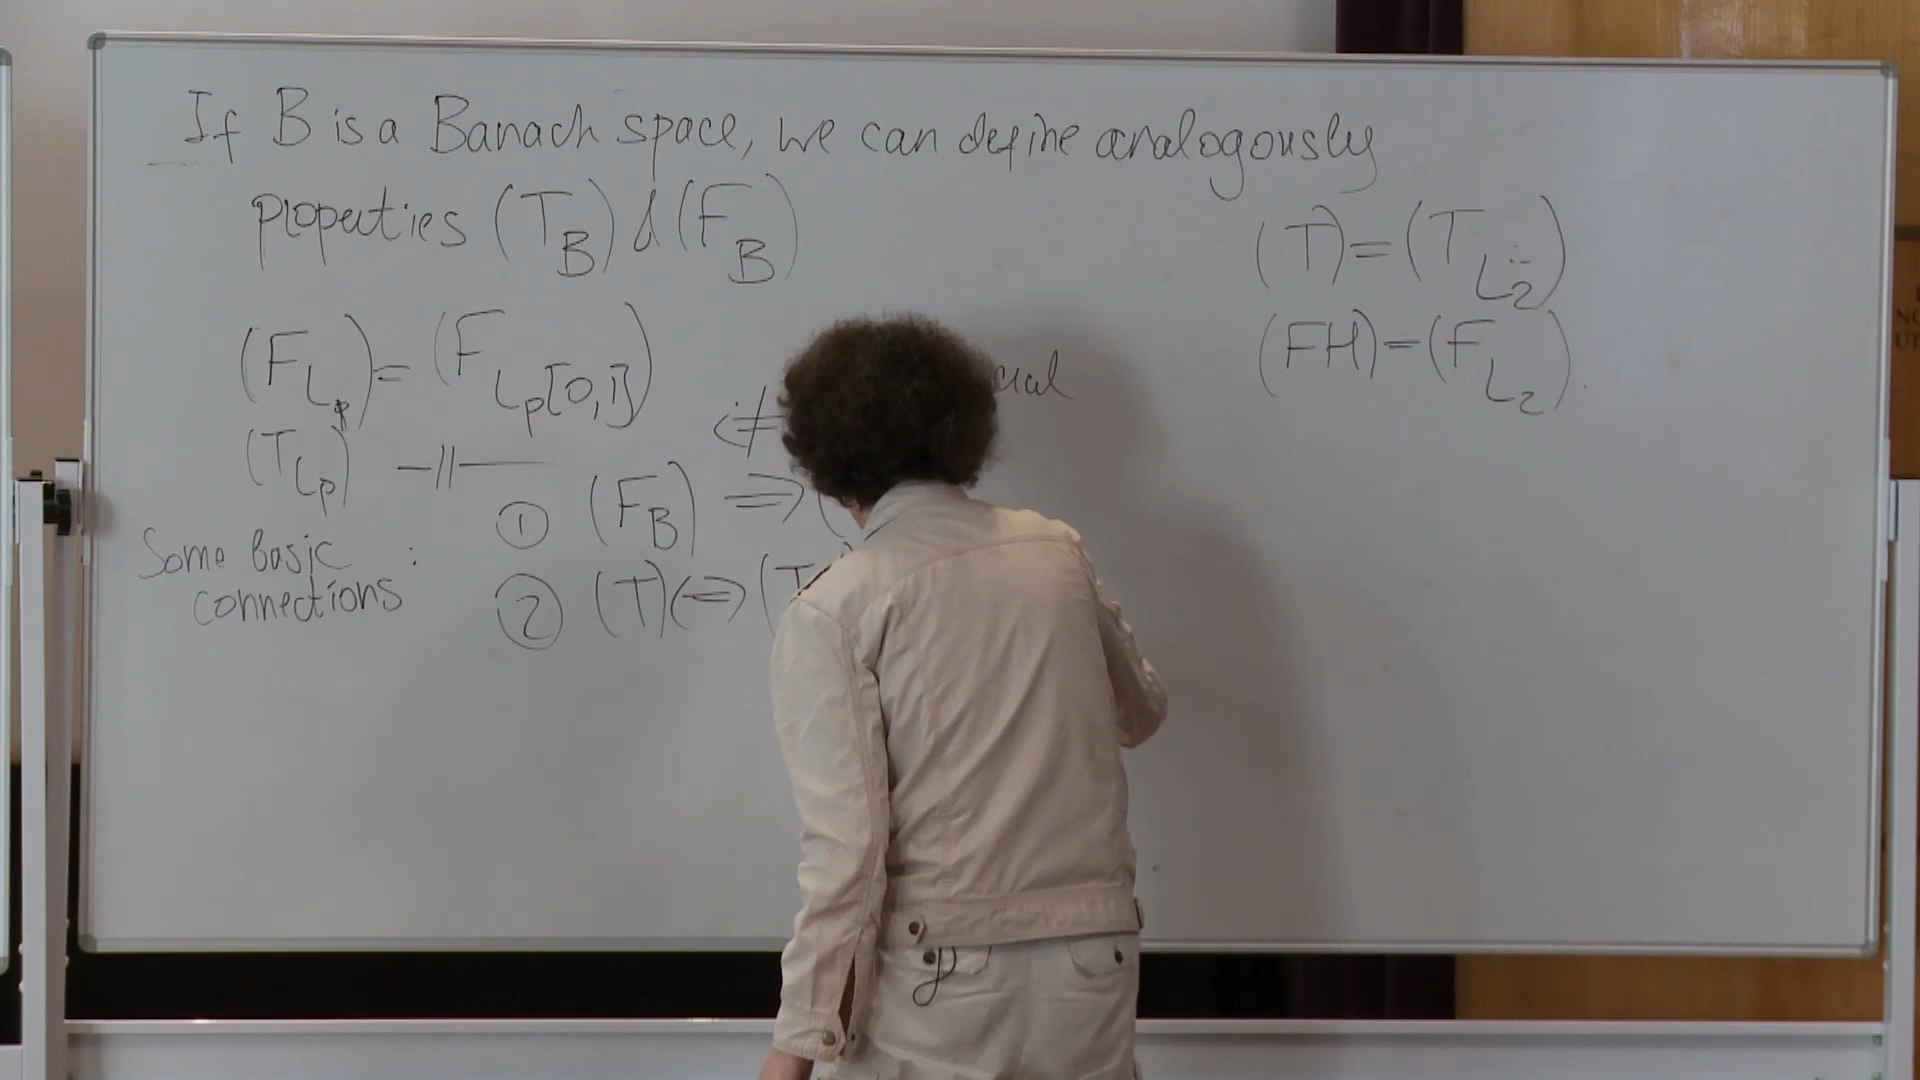 If B is a Banach space, we can define analogously
properties (T_B) & (F_B)
(T) = (T_{L_2})
(FH) = (F_{L_2}).
(F_{L_p}) = (F_{L_p[0,1]})
(T_{L_p}) —||—
Some basic connections :
① (F_B) ⇒ (
② (T) ⇔ (T